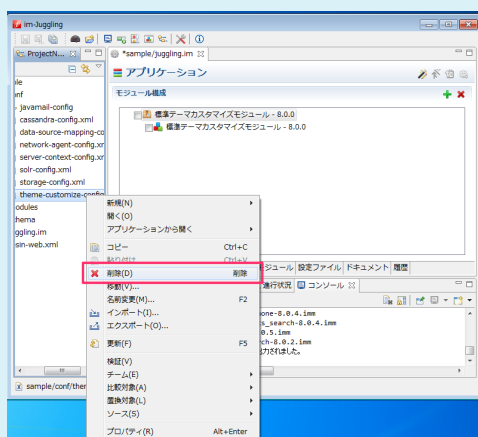 im-Juggling
ProjectN...
*sample/juggling.im
アプリケーション
モジュール構成
標準テーマカスタマイズモジュール - 8.0.0
標準テーマカスタマイズモジュール - 8.0.0
javamail-config
cassandra-config.xml
data-source-mapping-co
network-agent-config.xr
server-context-config.xr
solr-config.xml
storage-config.xml
theme-customize-config
odules
hema
ggling.im
sin-web.xml
新規(N)
開く(O)
アプリケーションから開く
コピー Ctrl+C
貼り付け Ctrl+V
削除(D) 削除
移動(V)...
名前変更(M)... F2
インポート(I)...
エクスポート(O)...
更新(F) F5
検証(V)
チーム(E)
比較対象(A)
置換対象(L)
ソース(S)
プロパティ(R) Alt+Enter
ジュール 設定ファイル ドキュメント 履歴
進行状況 コンソール
one-8.0.4.imm
s_search-8.0.4.imm
0.5.imm
rch-8.0.2.imm
出力されました。
sample/conf/ther